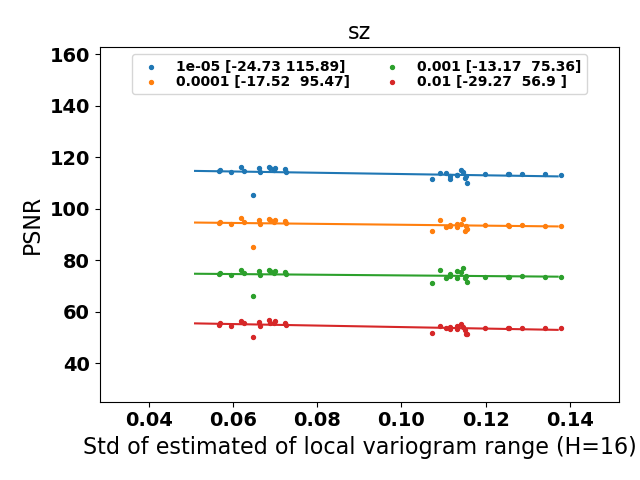 sz
1e-05 [-24.73 115.89]
0.0001 [-17.52  95.47]
0.001 [-13.17  75.36]
0.01 [-29.27  56.9 ]
PSNR
160
140
120
100
80
60
40
0.04 0.06 0.08 0.10 0.12 0.14
Std of estimated of local variogram range (H=16)